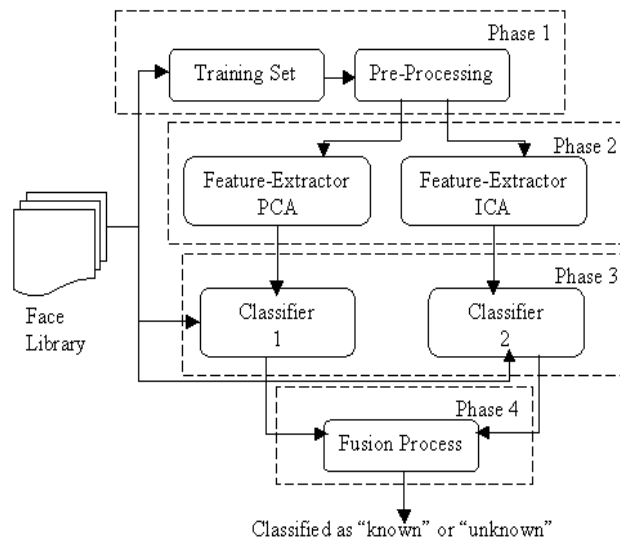 Phase 1
Training Set
Pre-Processing
Phase 2
Feature-Extractor
PCA
Feature-Extractor
ICA
Phase 3
Face
Library
Classifier
1
Classifier
2
Phase 4
Fusion Process
Classified as “known” or “unknown”